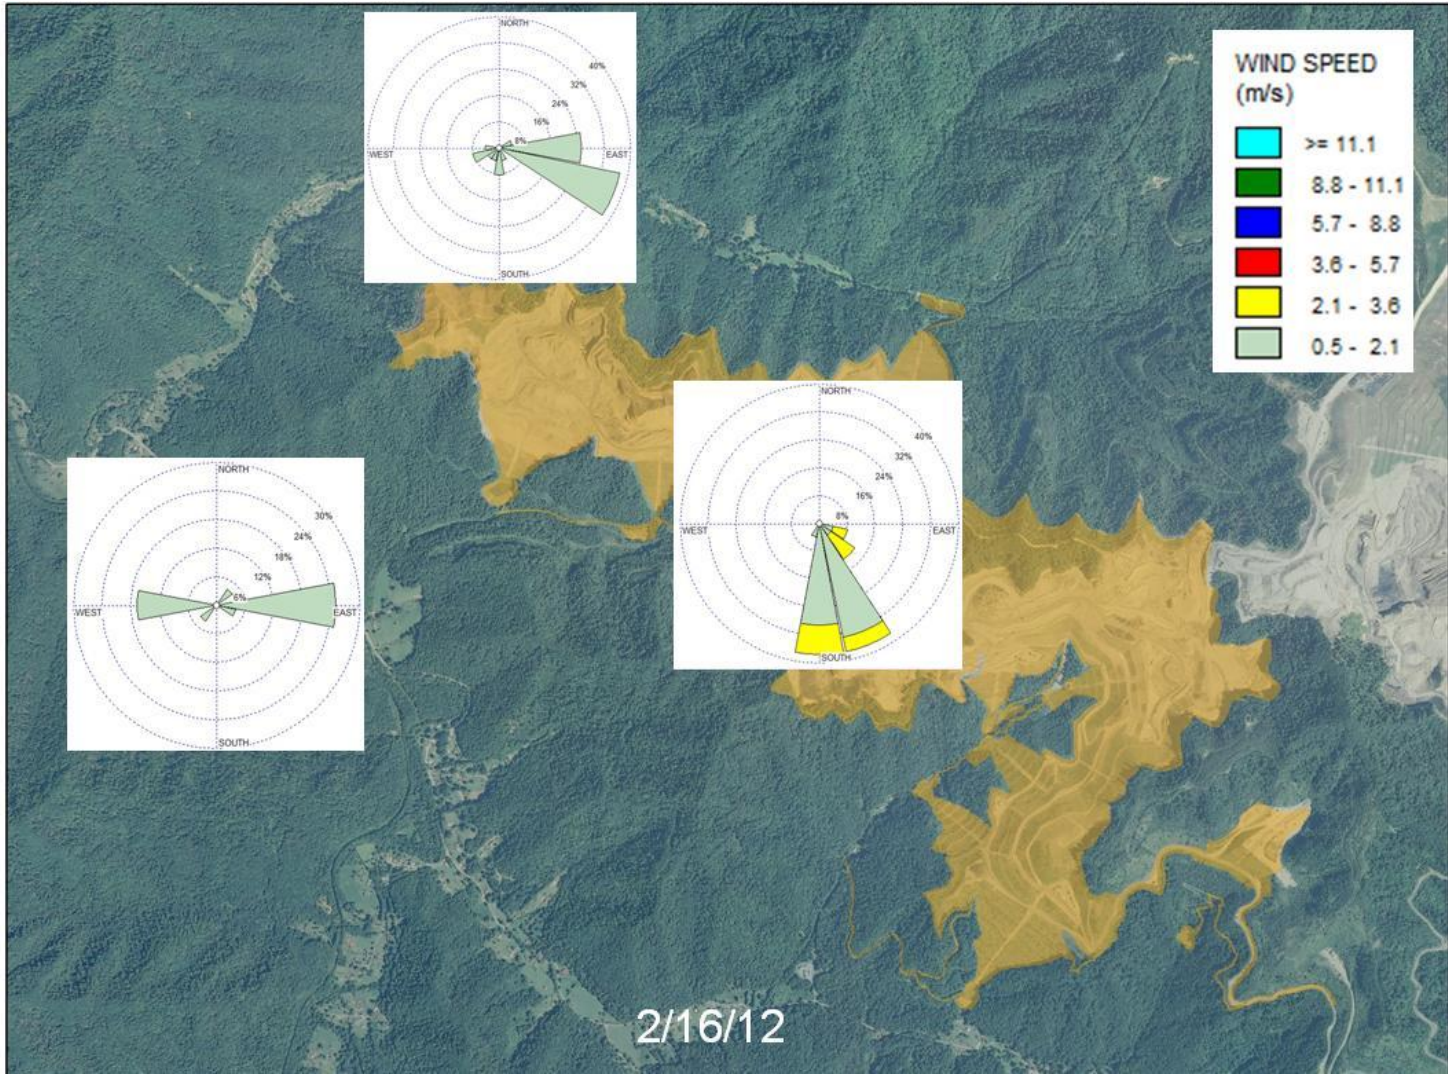 NORTH
40%
32%
24%
16%
8%
WEST
EAST
SOUTH
WIND SPEED
(m/s)
>= 11.1
8.8 - 11.1
5.7 - 8.8
3.6 - 5.7
2.1 - 3.6
0.5 - 2.1
NORTH
40%
32%
24%
16%
8%
WEST
EAST
SOUTH
NORTH
30%
24%
18%
12%
6%
WEST
EAST
SOUTH
2/16/12